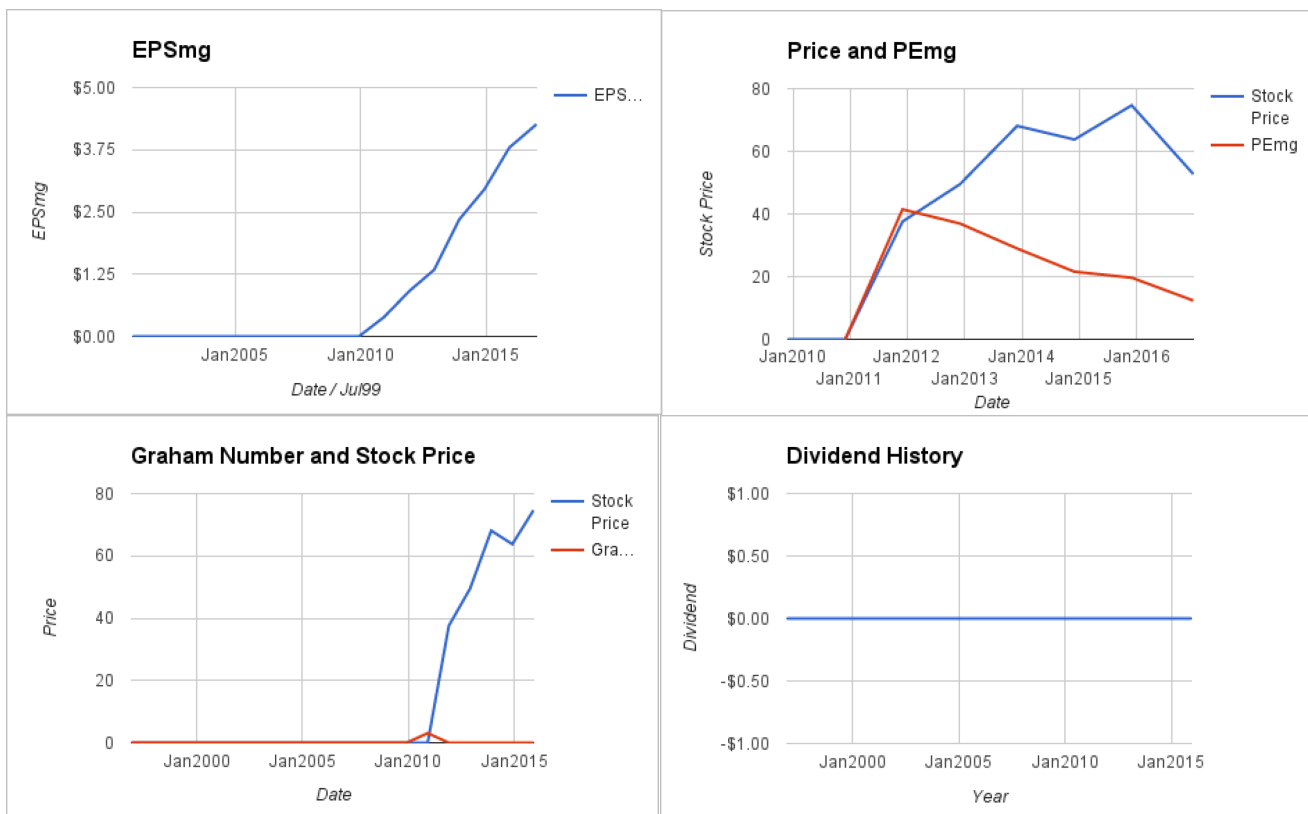 EPSmg
$5.00
$3.75
$2.50
$1.25
$0.00
EPSmg
Jan2005
Jan2010
Jan2015
Date / Jul99
EPS...
Price and PEmg
80
60
40
20
0
Stock Price
Jan2010
Jan2011
Jan2012
Jan2013
Jan2014
Jan2015
Jan2016
Date
Stock
Price
PEmg
Graham Number and Stock Price
80
60
40
20
0
Price
Jan2000
Jan2005
Jan2010
Jan2015
Date
Stock
Price
Gra...
Dividend History
$1.00
$0.50
$0.00
-$0.50
-$1.00
Dividend
Jan2000
Jan2005
Jan2010
Jan2015
Year